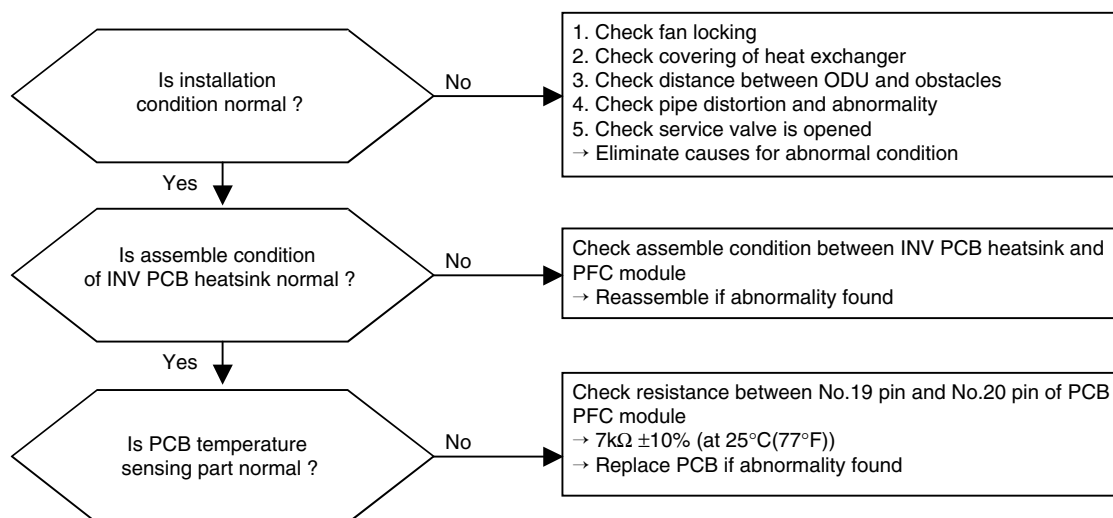 Is installation
condition normal ?
No
1. Check fan locking
2. Check covering of heat exchanger
3. Check distance between ODU and obstacles
4. Check pipe distortion and abnormality
5. Check service valve is opened
→ Eliminate causes for abnormal condition
Yes
Is assemble condition
of INV PCB heatsink normal ?
No
Check assemble condition between INV PCB heatsink and
PFC module
→ Reassemble if abnormality found
Yes
Is PCB temperature
sensing part normal ?
No
Check resistance between No.19 pin and No.20 pin of PCB
PFC module
→ 7kΩ ±10% (at 25°C(77°F))
→ Replace PCB if abnormality found